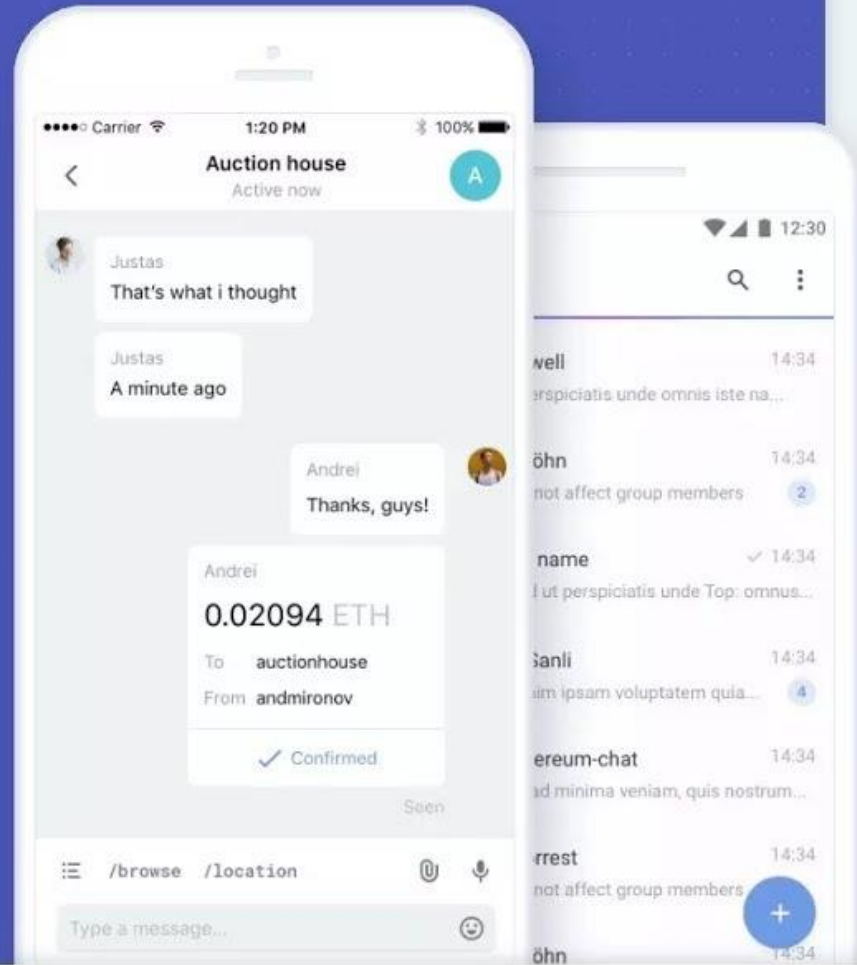 Carrier
1:20 PM
100%
Auction house
Active now
A
Justas
That's what i thought
Justas
A minute ago
Andrei
Thanks, guys!
Andrei
0.02094 ETH
To auctionhouse
From andmironov
Confirmed
Seen
/browse /location
Type a message...
12:30
well 14:34
erspiciatis unde omnis iste na...
öhn 14:34
not affect group members 2
name 14:34
ut perspiciatis unde Top: omnus...
Sanli 14:34
im ipsam voluptatem quia... 4
ereum-chat 14:34
ad minima veniam, quis nostrum...
rrest 14:34
not affect group members
+
öhn 14:34